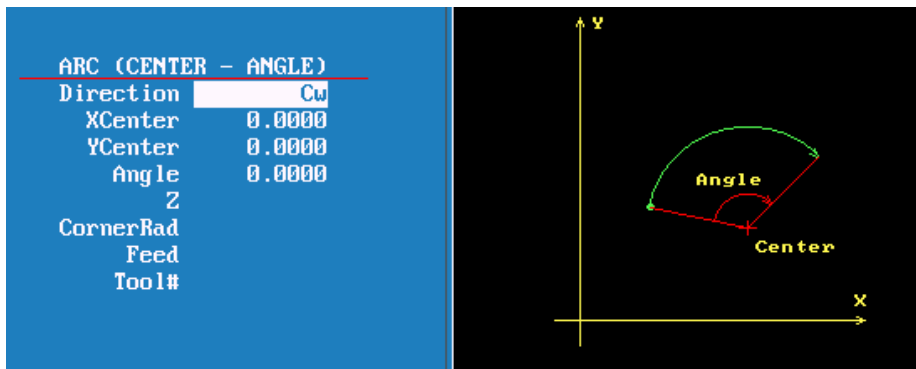 ARC (CENTER - ANGLE)
Direction Cw
XCenter 0.0000
YCenter 0.0000
Angle 0.0000
Z
CornerRad
Feed
Tool#
Y
Angle
Center
X